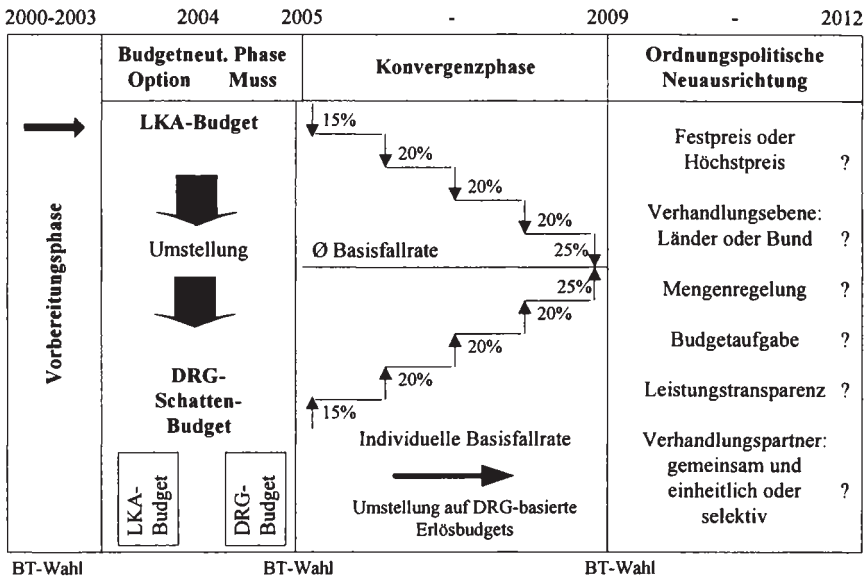 2000-2003 2004 2005 - 2009 - 2012
Budgetneut. Phase
Option Muss
Konvergenzphase
Ordnungspolitische
Neuausrichtung
Vorbereitungsphase
LKA-Budget
Umstellung
DRG-
Schatten-
Budget
LKA-
Budget
DRG-
Budget
15%
20%
20%
20%
25%
Ø Basisfallrate
25%
20%
20%
20%
15%
Individuelle Basisfallrate
Umstellung auf DRG-basierte
Erlösbudgets
Festpreis oder
Höchstpreis ?
Verhandlungsebene:
Länder oder Bund ?
Mengenregelung ?
Budgetaufgabe ?
Leistungstransparenz ?
Verhandlungspartner:
gemeinsam und
einheitlich oder ?
selektiv
BT-Wahl BT-Wahl BT-Wahl